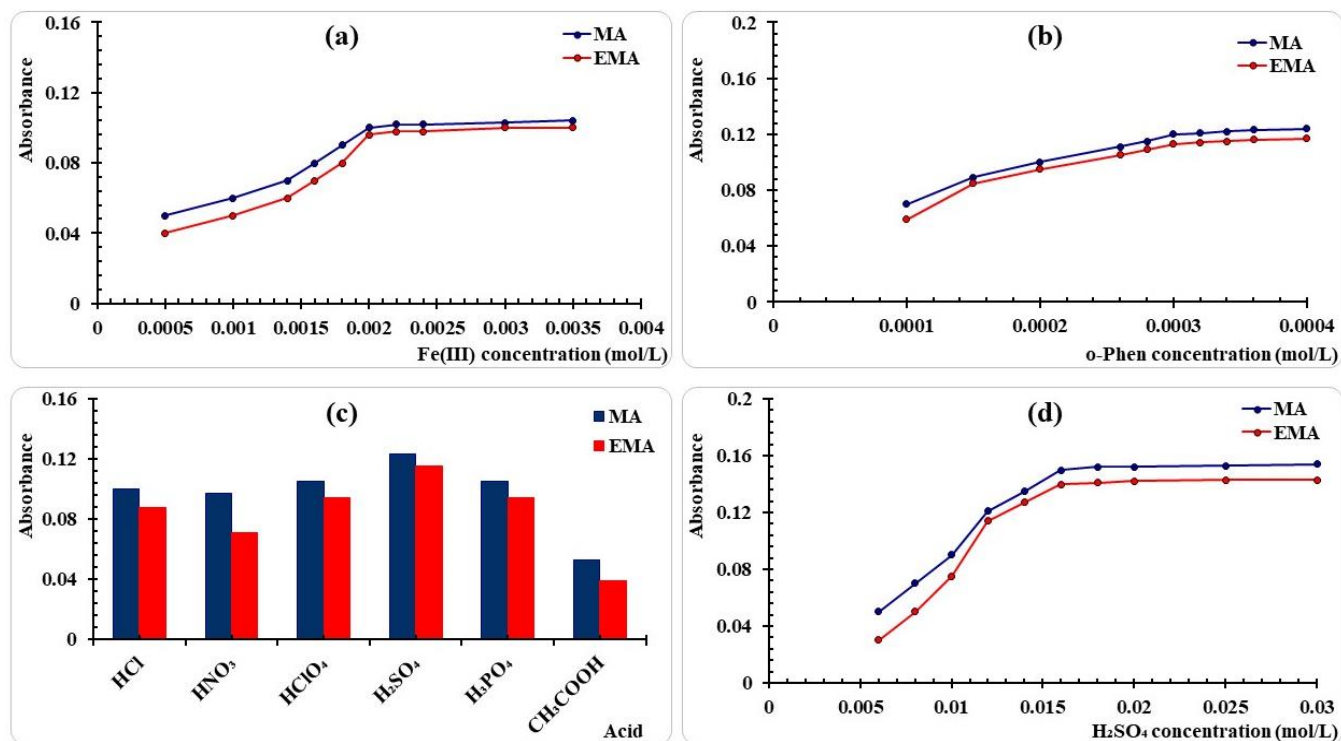 (a)
MA
EMA
Absorbance
0.16
0.12
0.08
0.04
0
0 0.0005 0.001 0.0015 0.002 0.0025 0.003 0.0035 0.004
Fe(III) concentration (mol/L)
(b)
MA
EMA
Absorbance
0.2
0.16
0.12
0.08
0.04
0
0 0.0001 0.0002 0.0003 0.0004
o-Phen concentration (mol/L)
(c)
MA
EMA
Absorbance
0.16
0.12
0.08
0.04
0
HCl HNO₃ HClO₄ H₂SO₄ H₃PO₄ CH₃COOH
Acid
(d)
MA
EMA
Absorbance
0.2
0.16
0.12
0.08
0.04
0
0 0.005 0.01 0.015 0.02 0.025 0.03
H₂SO₄ concentration (mol/L)